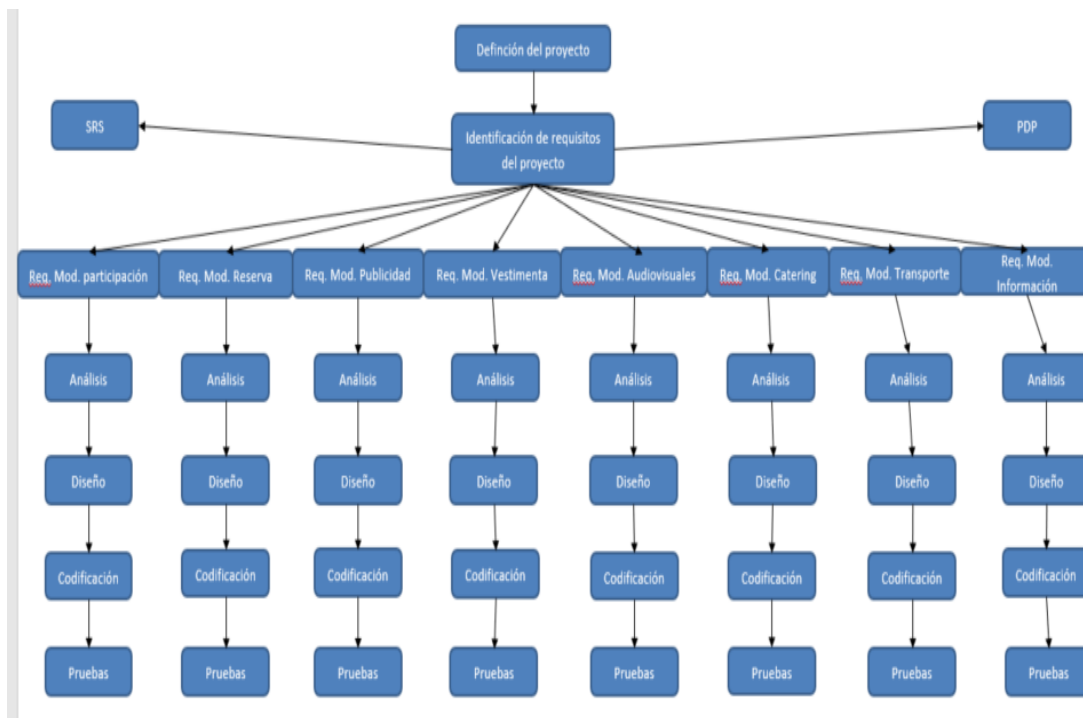 Definción del proyecto
SRS
Identificación de requisitos
del proyecto
PDP
Req. Mod. participación
Req. Mod. Reserva
Req. Mod. Publicidad
Req. Mod. Vestimenta
Req. Mod. Audiovisuales
Req. Mod. Catering
Req. Mod. Transporte
Req. Mod.
Información
Análisis
Análisis
Análisis
Análisis
Análisis
Análisis
Análisis
Análisis
Diseño
Diseño
Diseño
Diseño
Diseño
Diseño
Diseño
Diseño
Codificación
Codificación
Codificación
Codificación
Codificación
Codificación
Codificación
Codificación
Pruebas
Pruebas
Pruebas
Pruebas
Pruebas
Pruebas
Pruebas
Pruebas